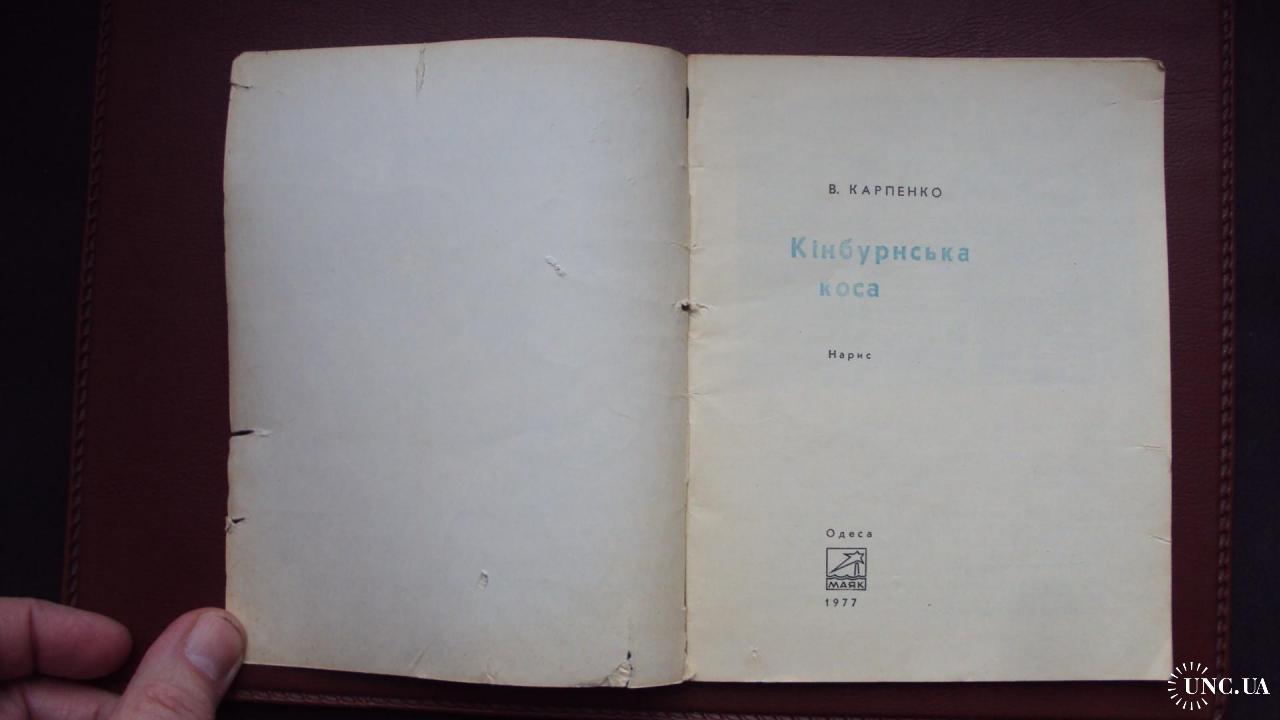 В. КАРПЕНКО
Кінбурнська
коса
Нарис
Одеса
МАЯК
1977
UNC.UA